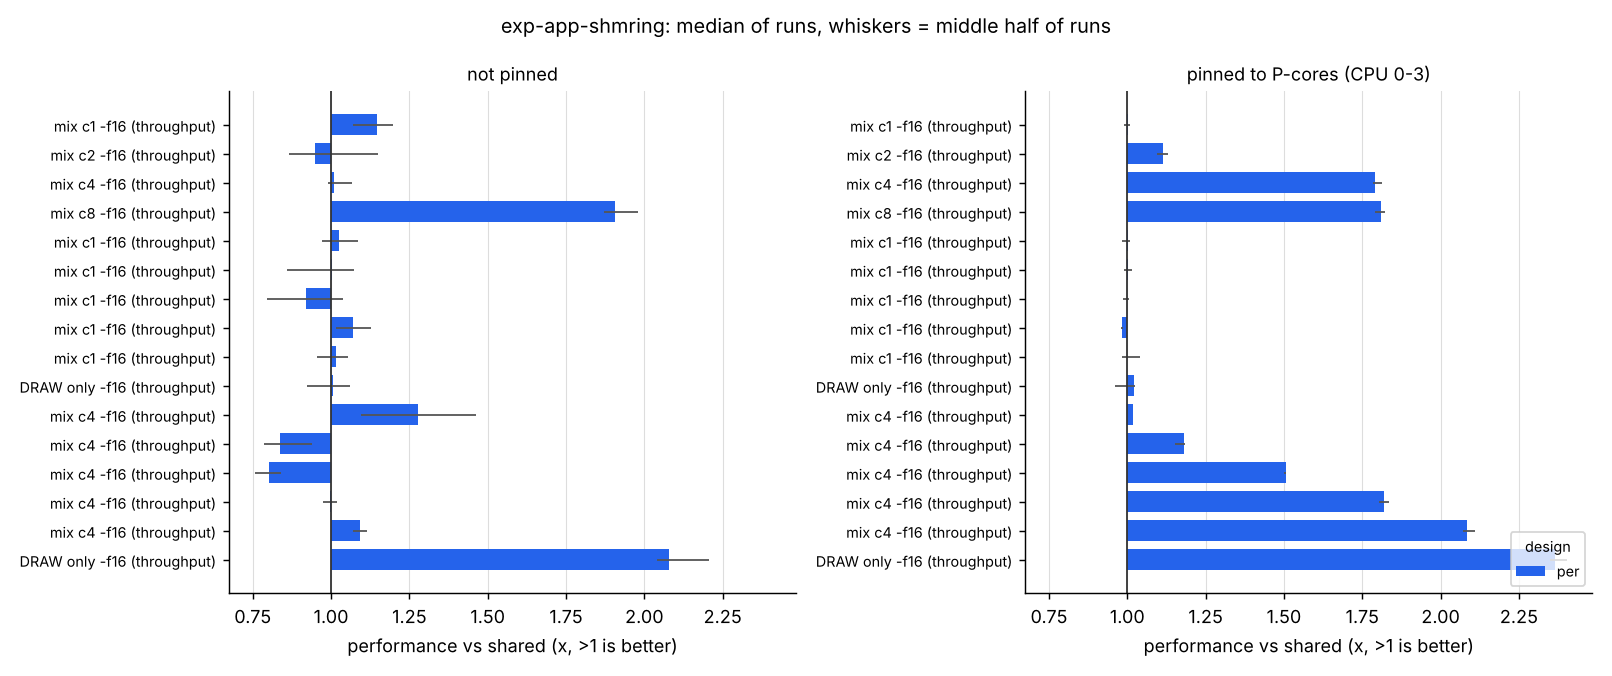 exp-app-shmring: median of runs, whiskers = middle half of runs
not pinned
mix c1 -f16 (throughput)
mix c2 -f16 (throughput)
mix c4 -f16 (throughput)
mix c8 -f16 (throughput)
mix c1 -f16 (throughput)
mix c1 -f16 (throughput)
mix c1 -f16 (throughput)
mix c1 -f16 (throughput)
mix c1 -f16 (throughput)
DRAW only -f16 (throughput)
mix c4 -f16 (throughput)
mix c4 -f16 (throughput)
mix c4 -f16 (throughput)
mix c4 -f16 (throughput)
mix c4 -f16 (throughput)
DRAW only -f16 (throughput)
0.75 1.00 1.25 1.50 1.75 2.00 2.25
performance vs shared (x, >1 is better)
pinned to P-cores (CPU 0-3)
mix c1 -f16 (throughput)
mix c2 -f16 (throughput)
mix c4 -f16 (throughput)
mix c8 -f16 (throughput)
mix c1 -f16 (throughput)
mix c1 -f16 (throughput)
mix c1 -f16 (throughput)
mix c1 -f16 (throughput)
mix c1 -f16 (throughput)
DRAW only -f16 (throughput)
mix c4 -f16 (throughput)
mix c4 -f16 (throughput)
mix c4 -f16 (throughput)
mix c4 -f16 (throughput)
mix c4 -f16 (throughput)
DRAW only -f16 (throughput)
design
per
0.75 1.00 1.25 1.50 1.75 2.00 2.25
performance vs shared (x, >1 is better)